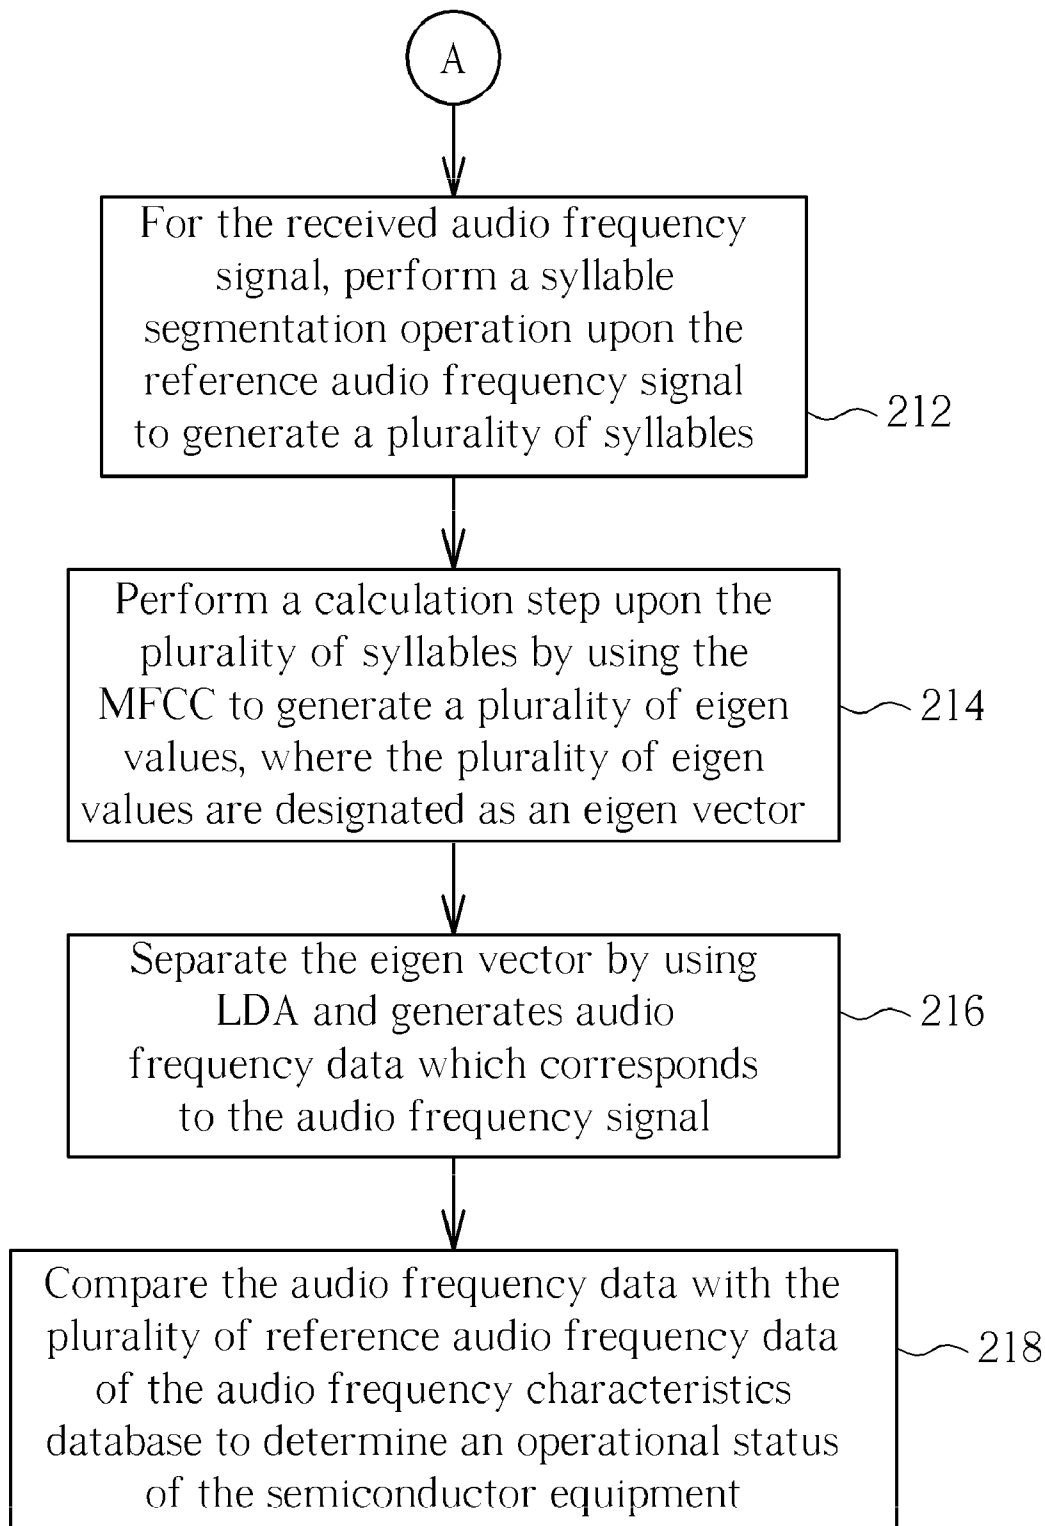 A
For the received audio frequency
signal, perform a syllable
segmentation operation upon the
reference audio frequency signal
to generate a plurality of syllables
212
Perform a calculation step upon the
plurality of syllables by using the
MFCC to generate a plurality of eigen
values, where the plurality of eigen
values are designated as an eigen vector
214
Separate the eigen vector by using
LDA and generates audio
frequency data which corresponds
to the audio frequency signal
216
Compare the audio frequency data with the
plurality of reference audio frequency data
of the audio frequency characteristics
database to determine an operational status
of the semiconductor equipment
218